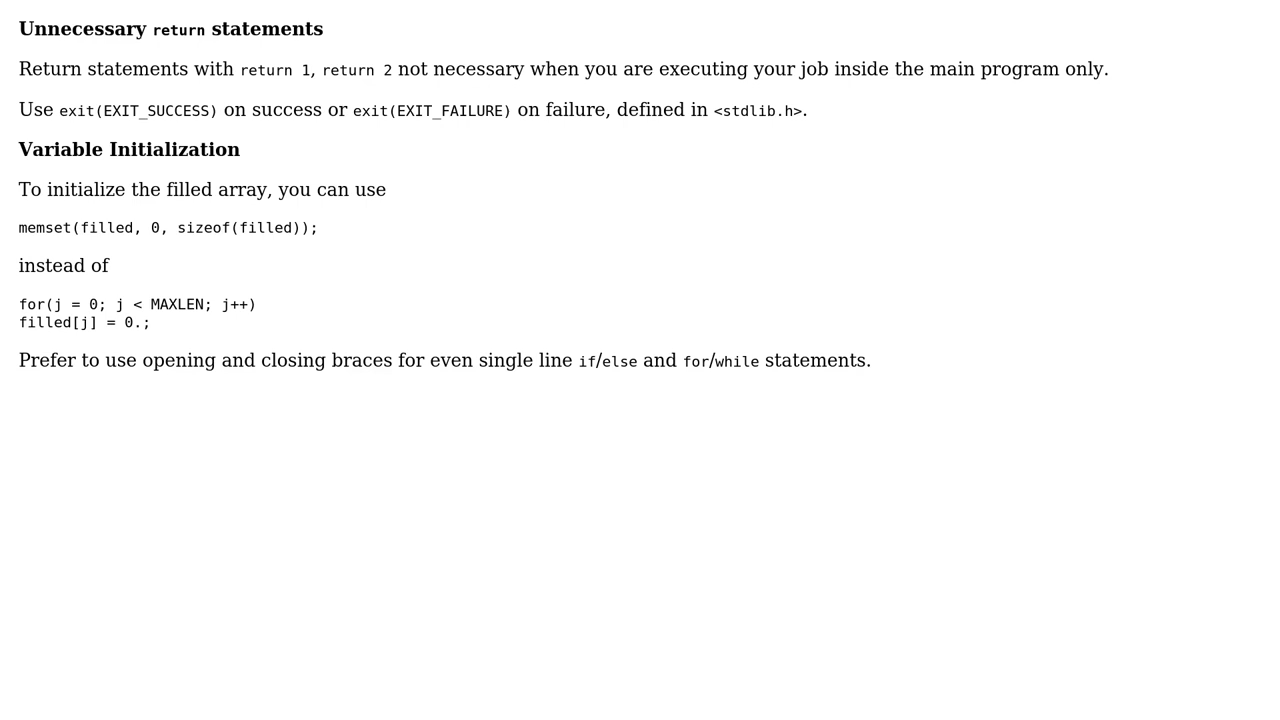 Unnecessary return statements
Return statements with return 1, return 2 not necessary when you are executing your job inside the main program only.
Use exit(EXIT_SUCCESS) on success or exit(EXIT_FAILURE) on failure, defined in <stdlib.h>.
Variable Initialization
To initialize the filled array, you can use
memset(filled, 0, sizeof(filled));
instead of
for(j = 0; j < MAXLEN; j++)
filled[j] = 0.;
Prefer to use opening and closing braces for even single line if/else and for/while statements.